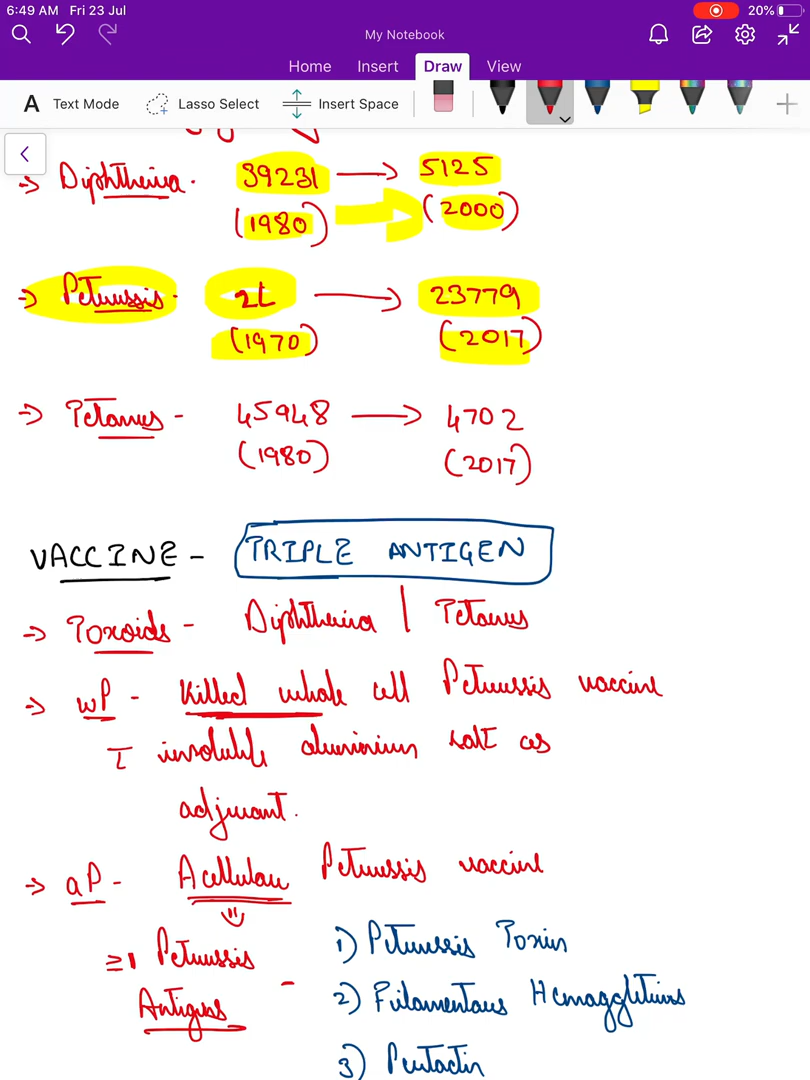 6:49 AM Fri 23 Jul 20%
My Notebook
Home Insert Draw View
A Text Mode Lasso Select Insert Space
-> Diphtheria. 39231 -> 5125
(1980) (2000)
-> Pertussis - 2L -> 23779
(1970) (2017)
=> Tetanus - 45948 -> 4702
(1980) (2017)
VACCINE - TRIPLE ANTIGEN
-> Toxoids - Diphtheria | Tetanus
-> wP - Killed whole cell Pertussis vaccine
insoluble aluminium salt as
adjuvant.
-> aP - Acellular Pertussis vaccine
≥1 Pertussis - 1) Pertussis Toxin
Antigens 2) Filamentous Hemagglutinins
3) Pertactin